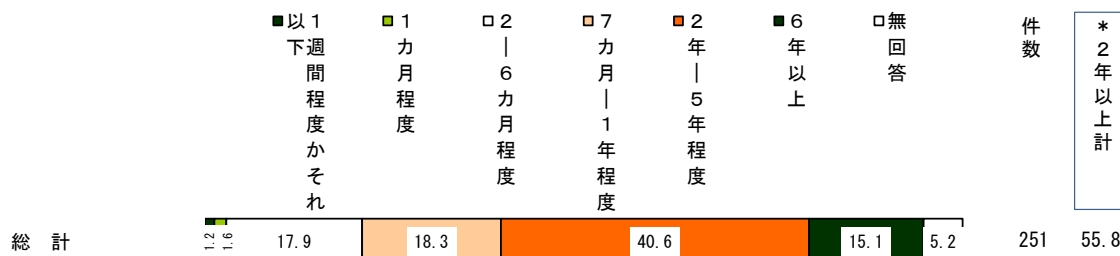 ■1週間程度かそれ以下
■1カ月程度
□2｜6カ月程度
■7カ月｜1年程度
■2年｜5年程度
■6年以上
□無回答
件数
*2年以上計
総 計 1.2 1.6 17.9 18.3 40.6 15.1 5.2 251 55.8